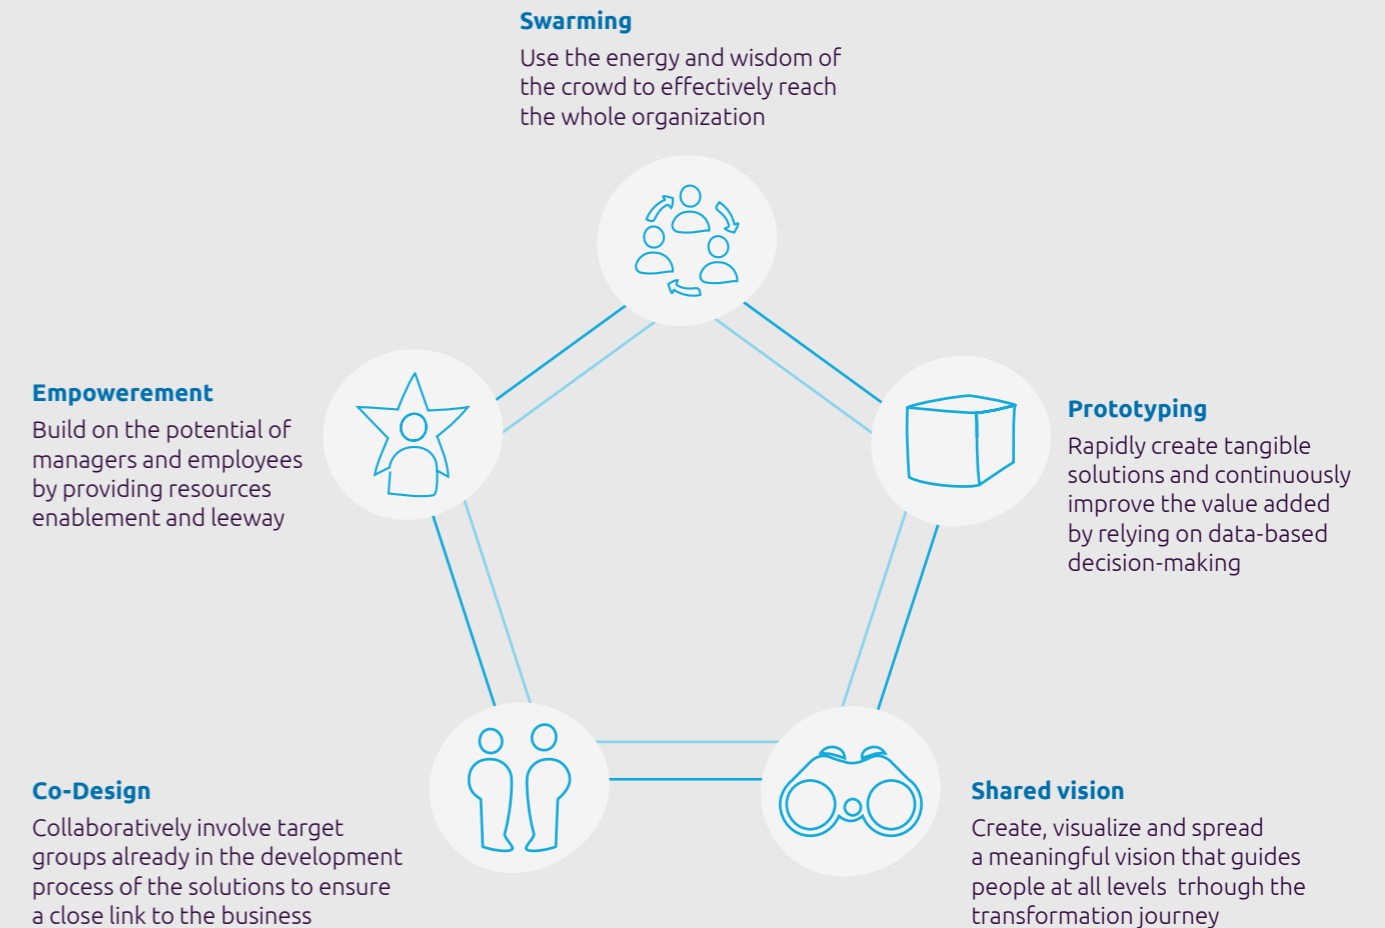 Swarming
Use the energy and wisdom of
the crowd to effectively reach
the whole organization
Empowerement
Build on the potential of
managers and employees
by providing resources
enablement and leeway
Prototyping
Rapidly create tangible
solutions and continuously
improve the value added
by relying on data-based
decision-making
Co-Design
Collaboratively involve target
groups already in the development
process of the solutions to ensure
a close link to the business
Shared vision
Create, visualize and spread
a meaningful vision that guides
people at all levels  trhough the
transformation journey